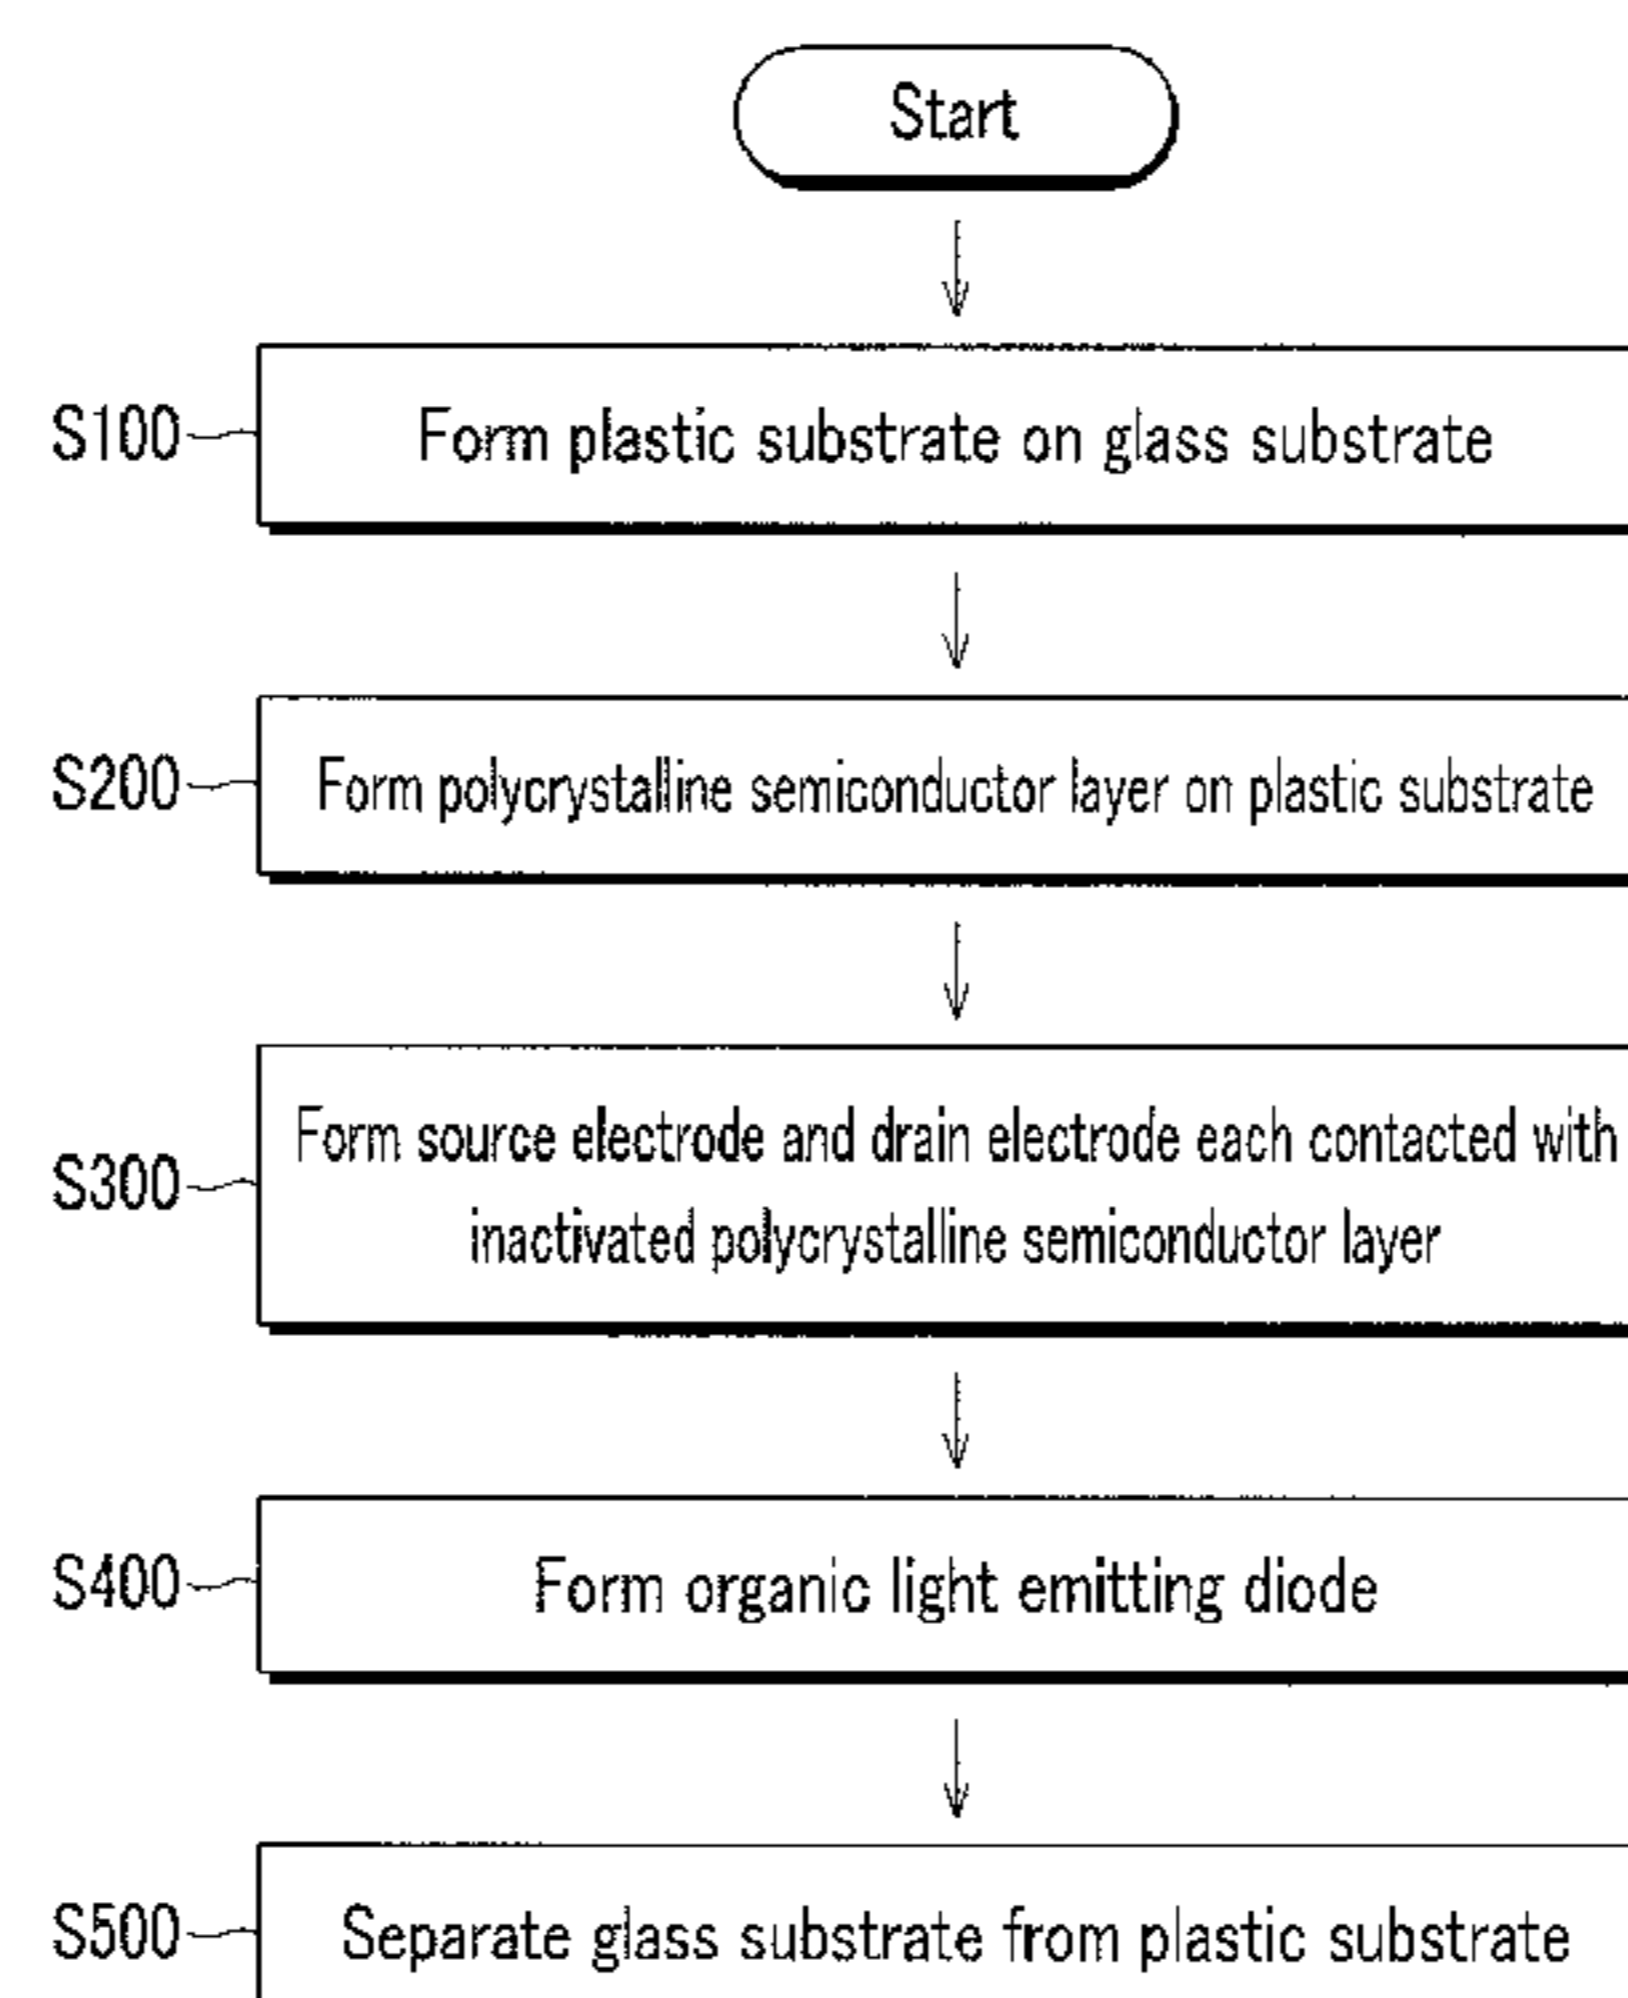 Start
S100
Form plastic substrate on glass substrate
S200
Form polycrystalline semiconductor layer on plastic substrate
S300
Form source electrode and drain electrode each contacted with
inactivated polycrystalline semiconductor layer
S400
Form organic light emitting diode
S500
Separate glass substrate from plastic substrate